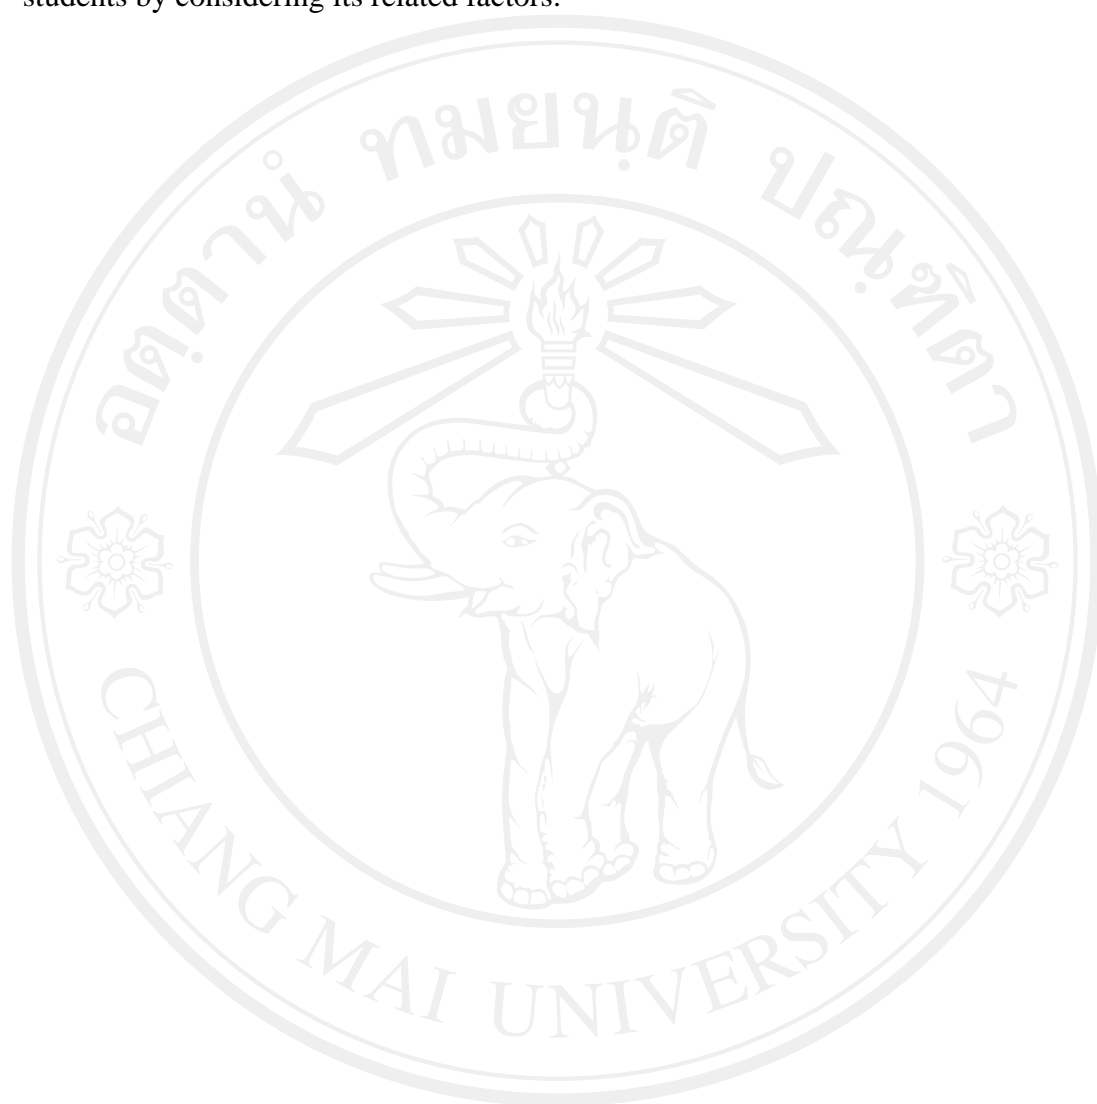 students by considering its related factors.
อตฺตานํ ทมยนฺติ ปณฺฑิตา
CHIANG MAI UNIVERSITY 1964